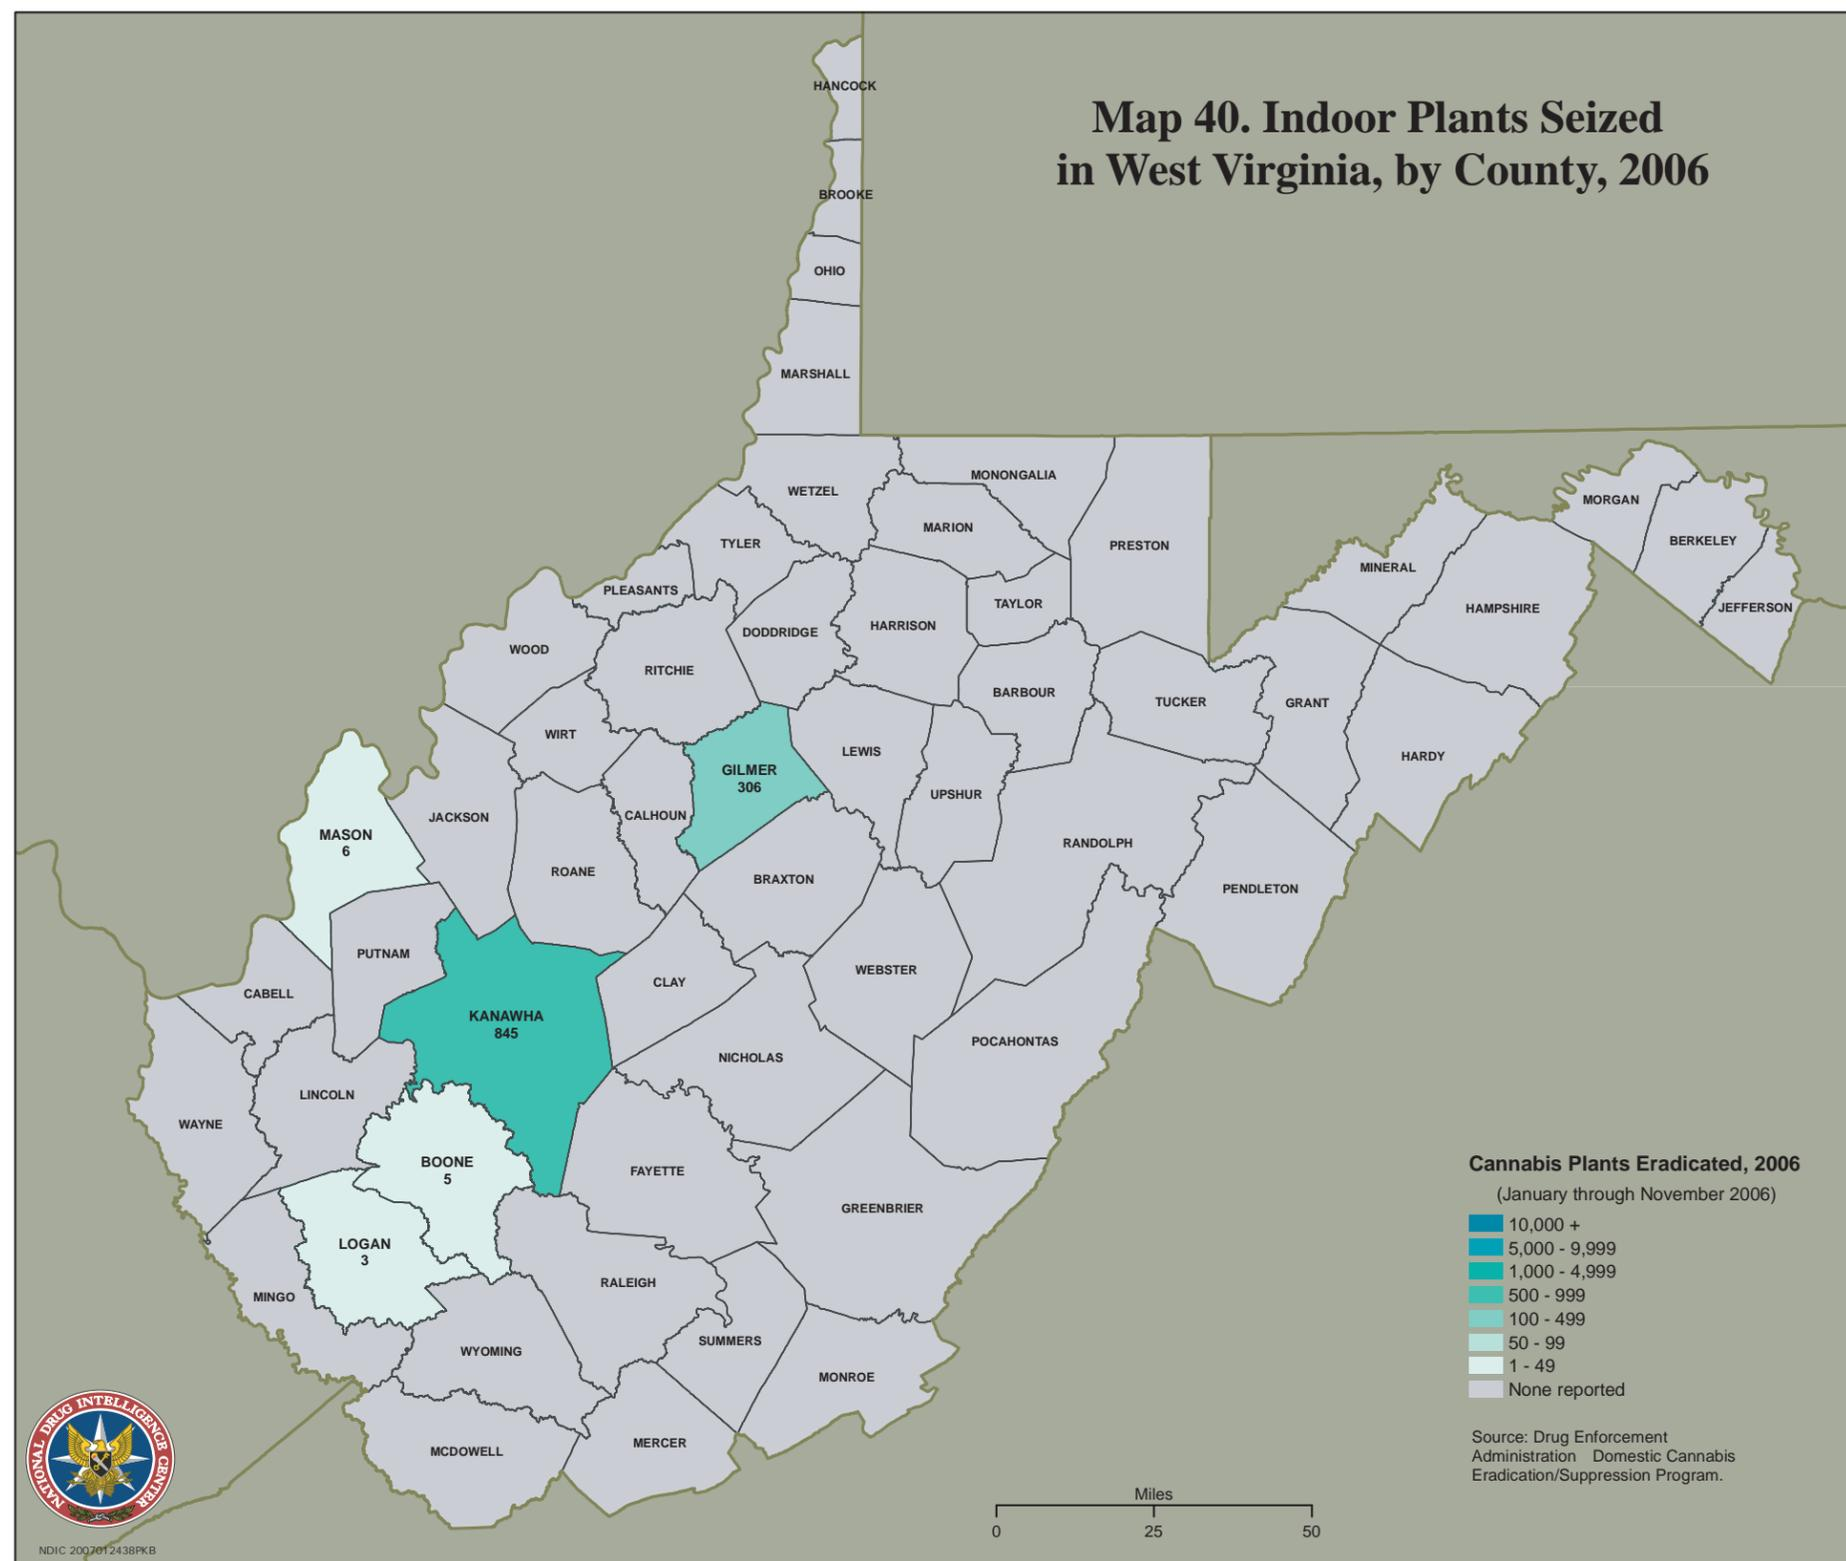 Map 40. Indoor Plants Seized
in West Virginia, by County, 2006
HANCOCK
BROOKE
OHIO
MARSHALL
WETZEL
MONONGALIA
MARION
PRESTON
MORGAN
BERKELEY
JEFFERSON
MINERAL
HAMPSHIRE
TYLER
PLEASANTS
TAYLOR
HARRISON
DODDRIDGE
WOOD
RITCHIE
BARBOUR
TUCKER
GRANT
HARDY
WIRT
LEWIS
GILMER
306
UPSHUR
CALHOUN
JACKSON
MASON
6
RANDOLPH
ROANE
BRAXTON
PENDLETON
PUTNAM
WEBSTER
CLAY
CABELL
KANAWHA
845
POCAHONTAS
NICHOLAS
LINCOLN
WAYNE
BOONE
5
FAYETTE
GREENBRIER
LOGAN
3
RALEIGH
MINGO
SUMMERS
WYOMING
MONROE
MERCER
MCDOWELL
Cannabis Plants Eradicated, 2006
(January through November 2006)
10,000 +
5,000 - 9,999
1,000 - 4,999
500 - 999
100 - 499
50 - 99
1 - 49
None reported
Source: Drug Enforcement
Administration Domestic Cannabis
Eradication/Suppression Program.
Miles
0 25 50
NATIONAL DRUG INTELLIGENCE CENTER
NDIC 2007012438PKB